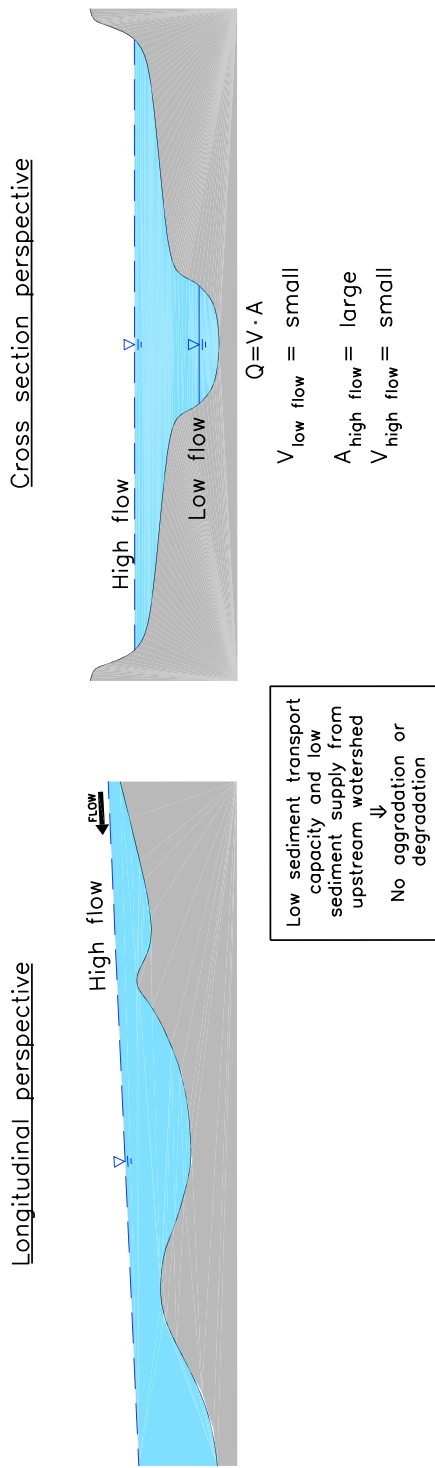 Longitudinal perspective
High flow
FLOW
Low sediment transport
capacity and low
sediment supply from
upstream watershed
⇓
No aggradation or
degradation
Cross section perspective
High flow
Low flow
Q=V·A
V low flow = small
A high flow = large
V high flow = small